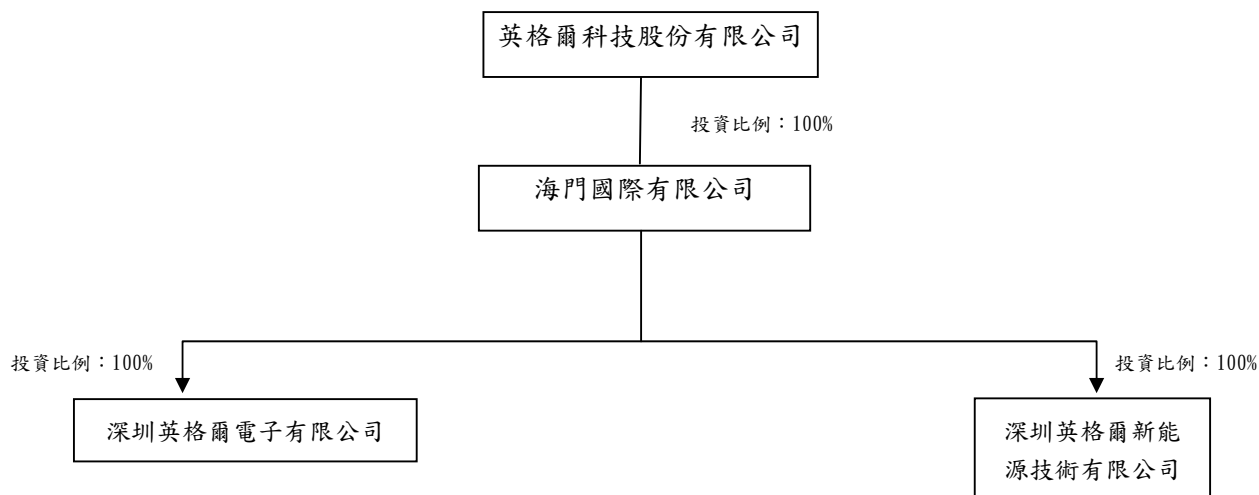 英格爾科技股份有限公司
投資比例：100%
海門國際有限公司
投資比例：100%
投資比例：100%
深圳英格爾電子有限公司
深圳英格爾新能
源技術有限公司